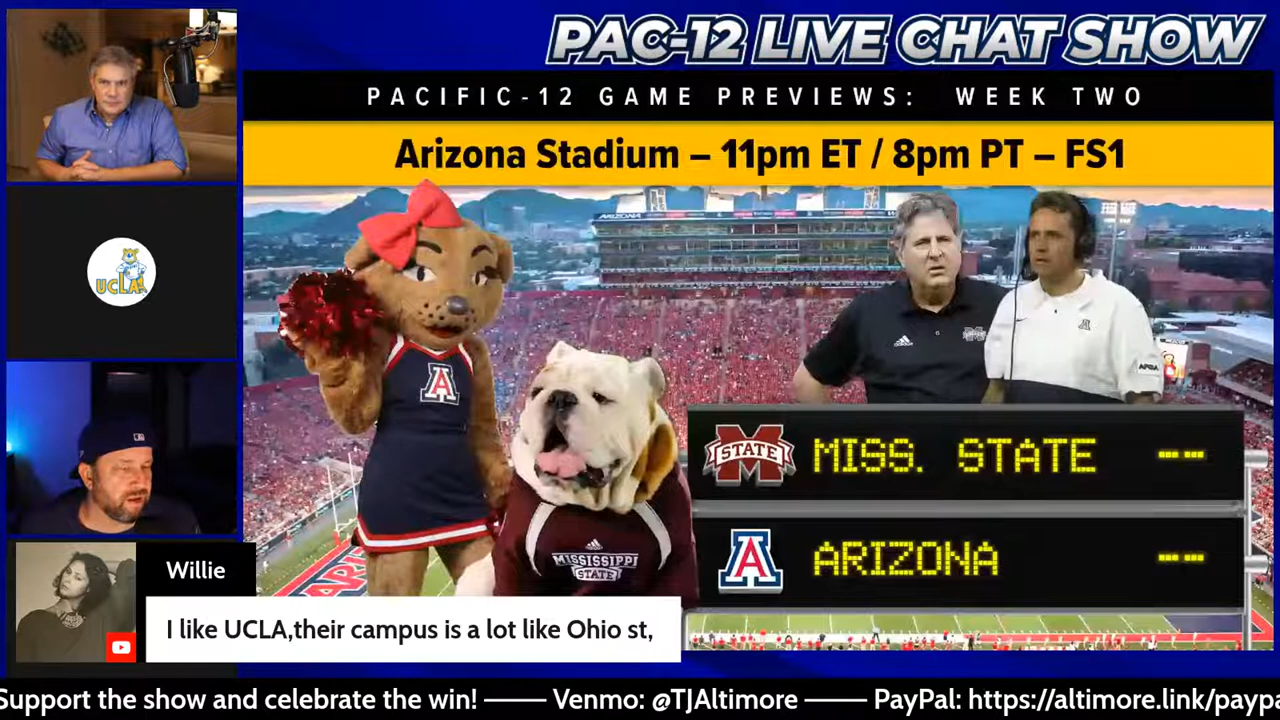 PAC-12 LIVE CHAT SHOW
PACIFIC-12 GAME PREVIEWS: WEEK TWO
Arizona Stadium – 11pm ET / 8pm PT – FS1
ARIZONA
UCLA
A
A
MISSISSIPPI
STATE
STATE
MISS. STATE --
A
ARIZONA --
Willie
I like UCLA,their campus is a lot like Ohio st,
Support the show and celebrate the win! —— Venmo: @TJAltimore —— PayPal: https://altimore.link/paypa